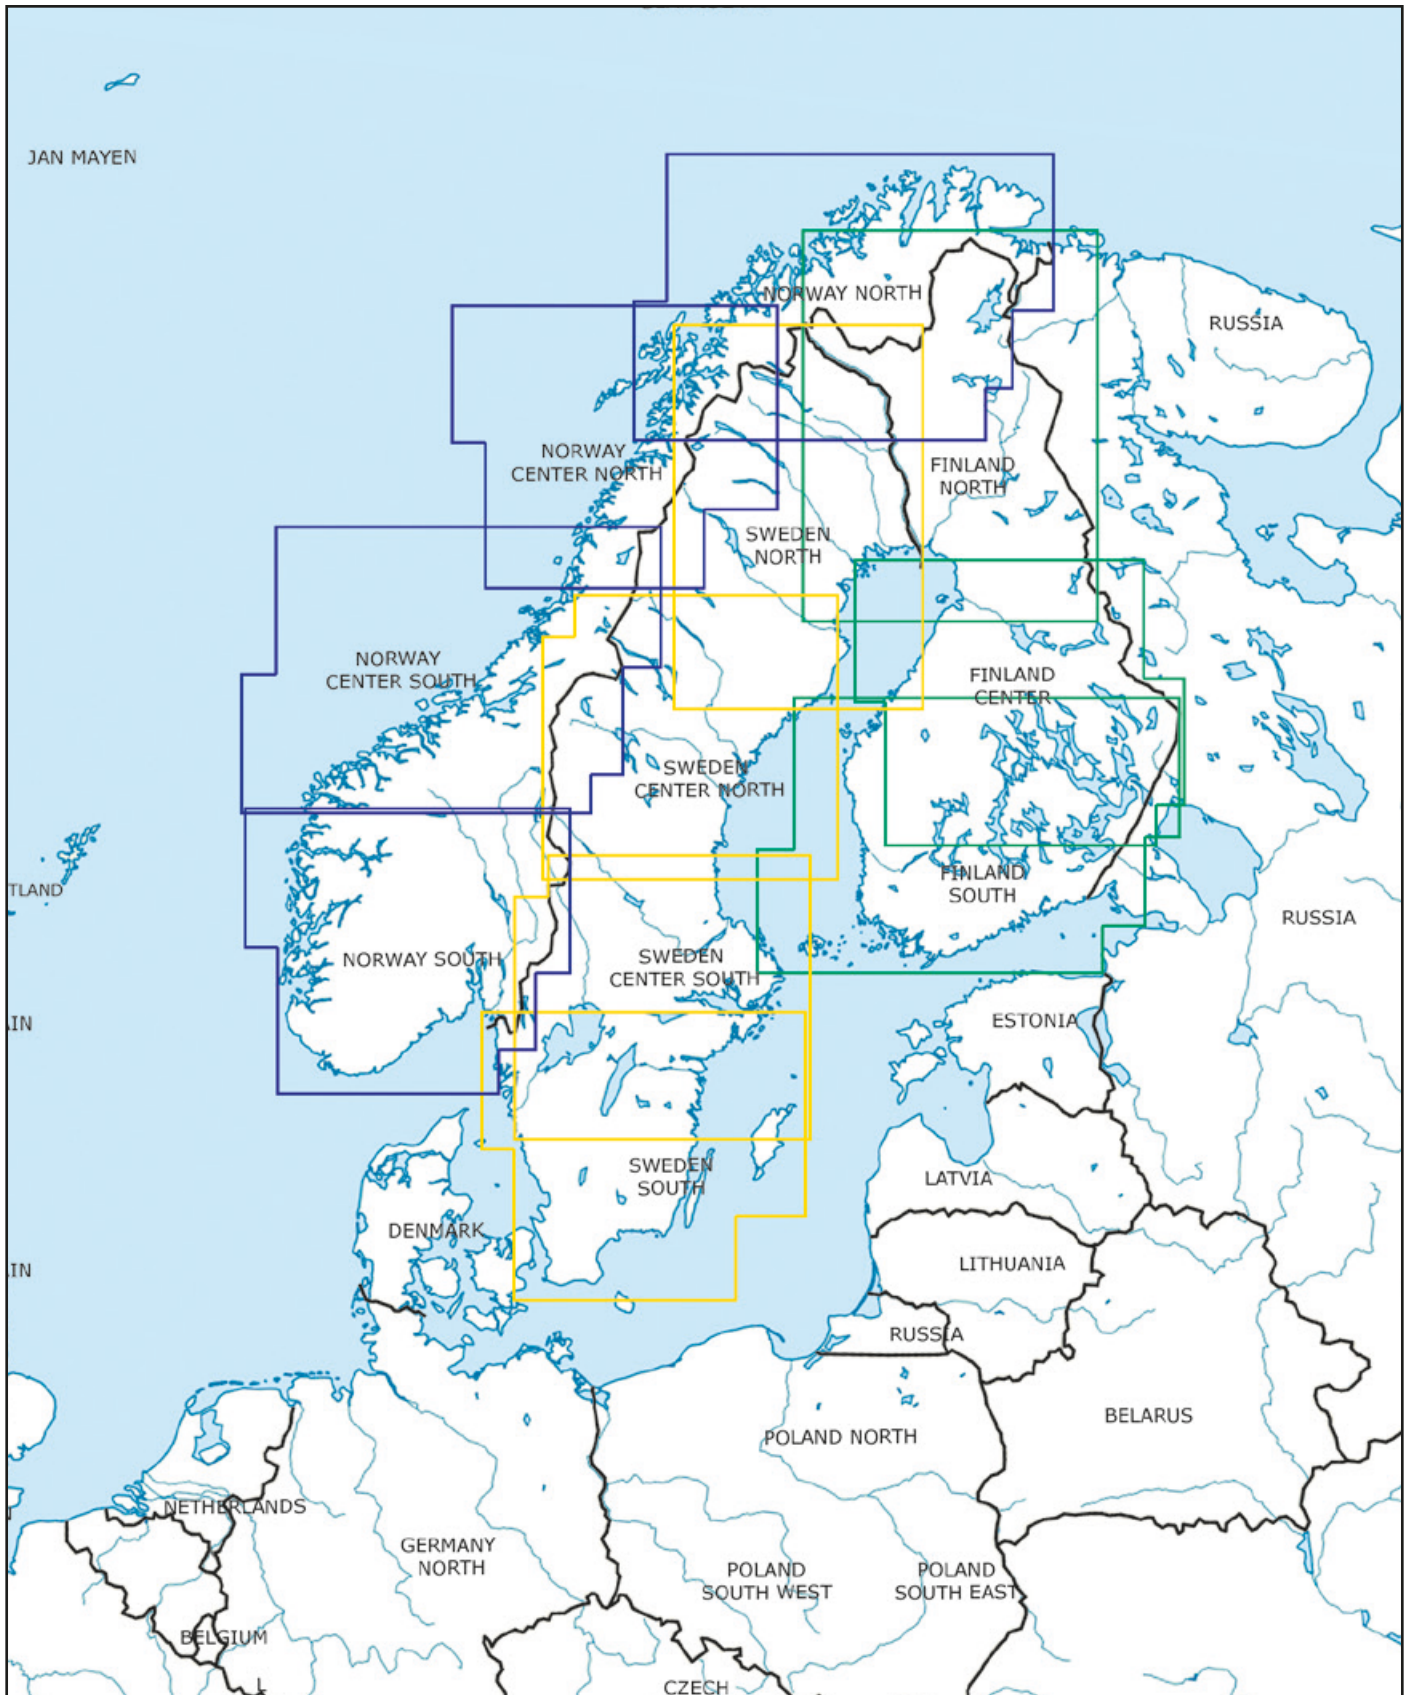 JAN MAYEN
NORWAY NORTH
RUSSIA
NORWAY
CENTER NORTH
FINLAND
NORTH
SWEDEN
NORTH
NORWAY
CENTER SOUTH
FINLAND
CENTER
SWEDEN
CENTER NORTH
FINLAND
SOUTH
TLAND
RUSSIA
NORWAY SOUTH
SWEDEN
CENTER SOUTH
AIN
ESTONIA
SWEDEN
SOUTH
LATVIA
DENMARK
LITHUANIA
IN
RUSSIA
BELARUS
POLAND NORTH
NETHERLANDS
GERMANY
NORTH
POLAND
SOUTH WEST
POLAND
SOUTH EAST
BELGIUM
L
CZECH